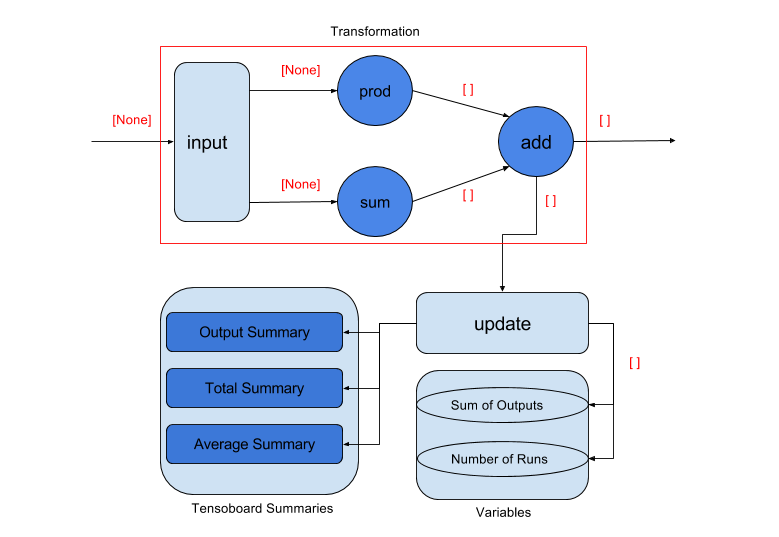 Transformation
[None]
[None]
prod
[ ]
[ ]
[None]
input
add
[None]
sum
[ ]
[ ]
Output Summary
update
Total Summary
[ ]
Sum of Outputs
Average Summary
Number of Runs
Tensoboard Summaries
Variables